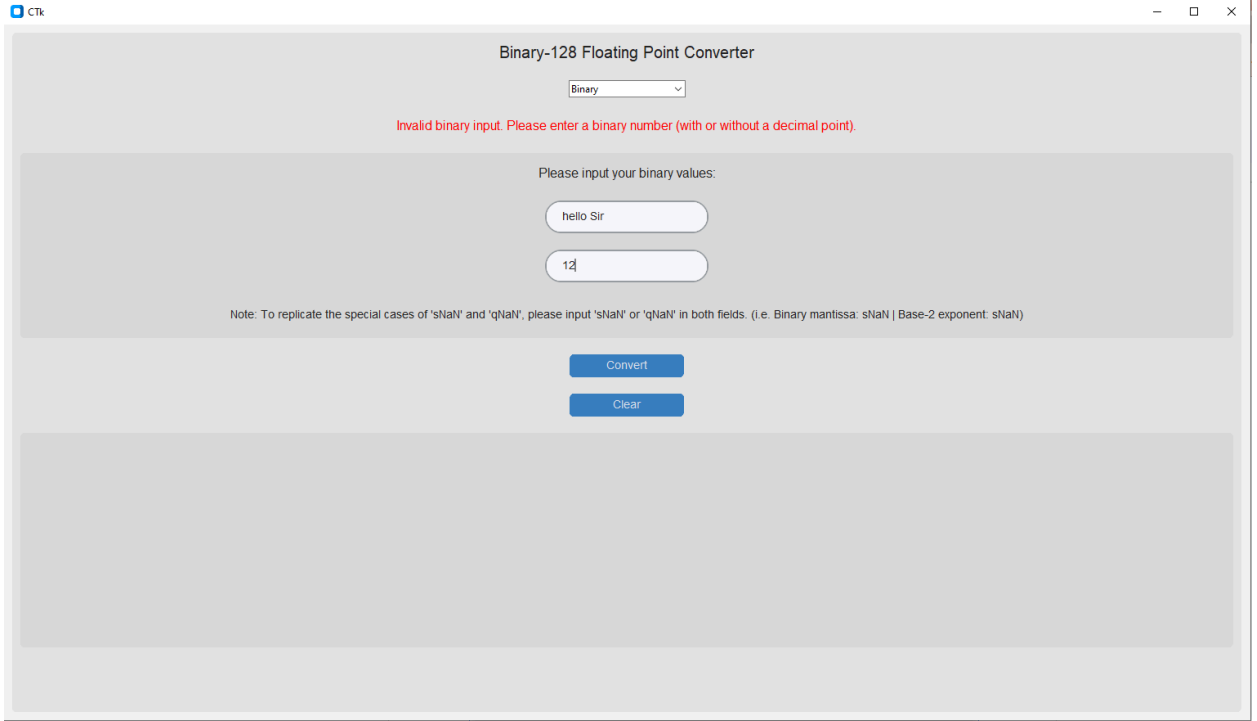 CTk
Binary-128 Floating Point Converter
Binary
Invalid binary input. Please enter a binary number (with or without a decimal point).
Please input your binary values:
hello Sir
12
Note: To replicate the special cases of 'sNaN' and 'qNaN', please input 'sNaN' or 'qNaN' in both fields. (i.e. Binary mantissa: sNaN | Base-2 exponent: sNaN)
Convert
Clear